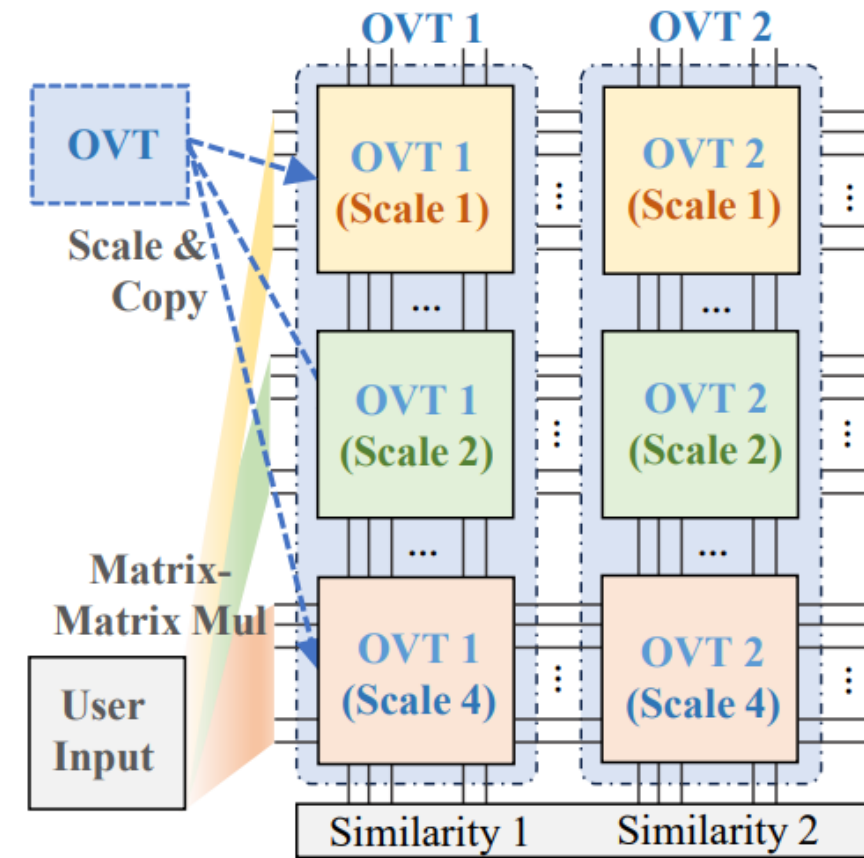 OVT 1
OVT 2
OVT
Scale &
Copy
OVT 1
(Scale 1)
OVT 2
(Scale 1)
...
...
...
...
OVT 1
(Scale 2)
OVT 2
(Scale 2)
...
...
...
...
Matrix-
Matrix Mul
User
Input
OVT 1
(Scale 4)
OVT 2
(Scale 4)
...
...
Similarity 1
Similarity 2